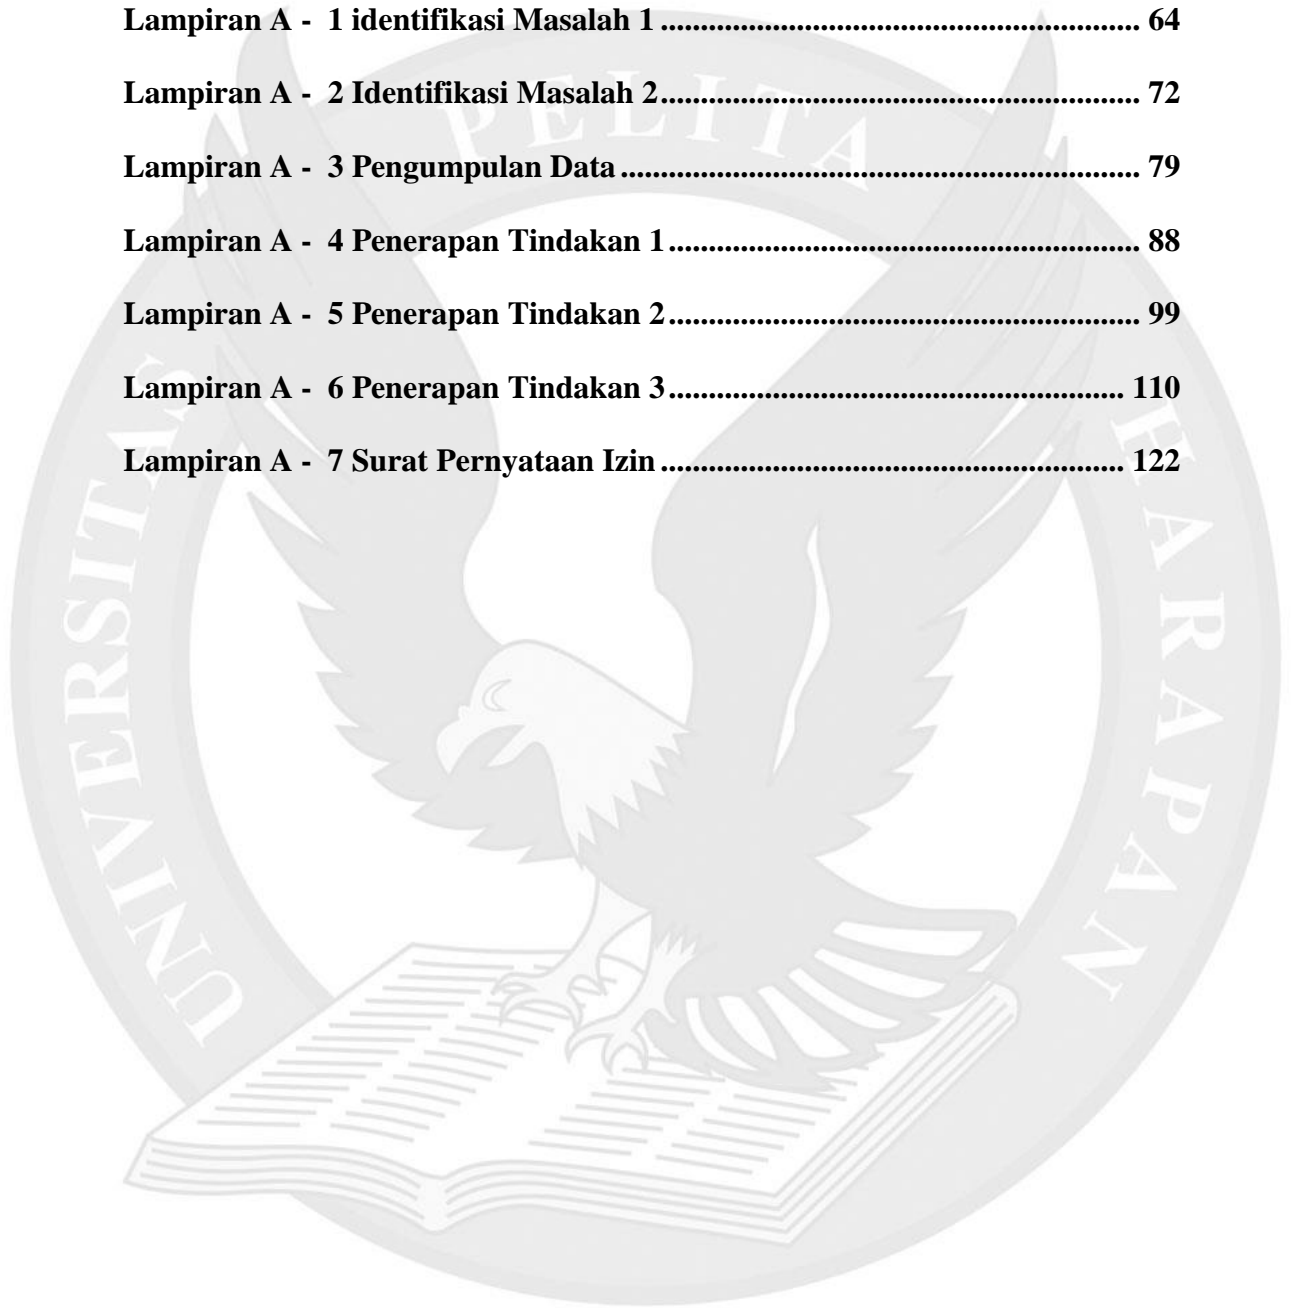 Lampiran A -  1 identifikasi Masalah 1 ........................................................... 64
Lampiran A -  2 Identifikasi Masalah 2........................................................... 72
Lampiran A -  3 Pengumpulan Data ................................................................ 79
Lampiran A -  4 Penerapan Tindakan 1 .......................................................... 88
Lampiran A -  5 Penerapan Tindakan 2 .......................................................... 99
Lampiran A -  6 Penerapan Tindakan 3 ........................................................ 110
Lampiran A -  7 Surat Pernyataan Izin ......................................................... 122
UNIVERSITAS PELITA HARAPAN